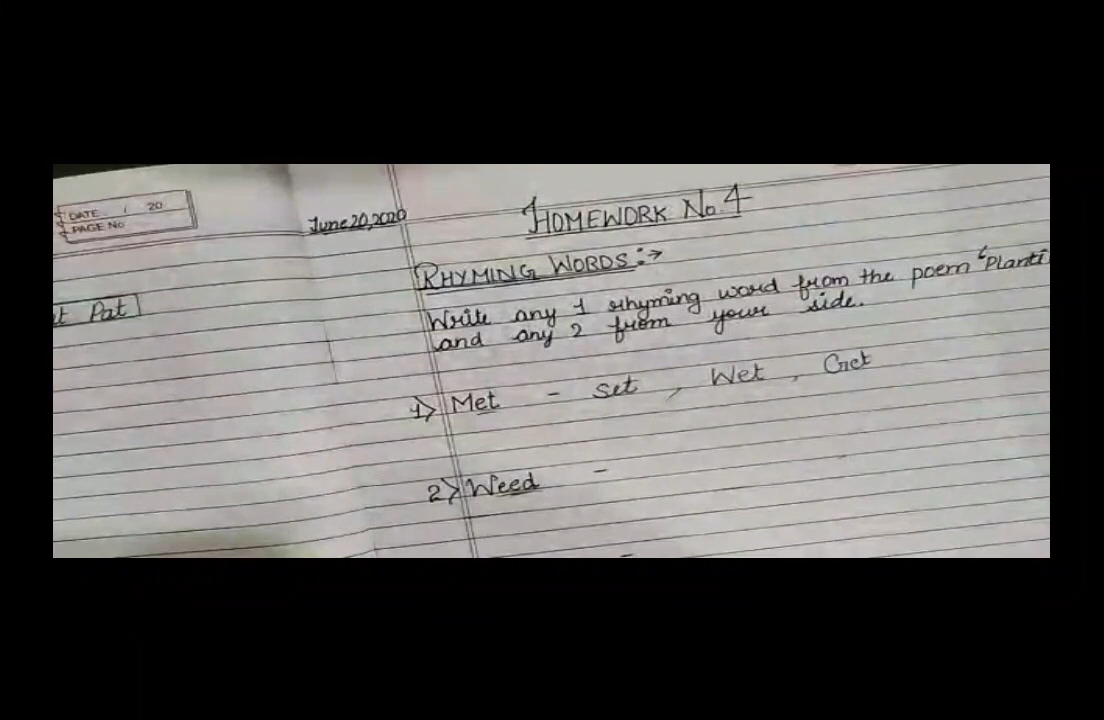 DATE / 20
PAGE No
June 20, 2020
HOMEWORK No. 4
RHYMING WORDS :→
Pat
Write any 1 rhyming word from the poem "Planti
and any 2 from your side.
1> Met - Set , Wet , Get
2> Weed -